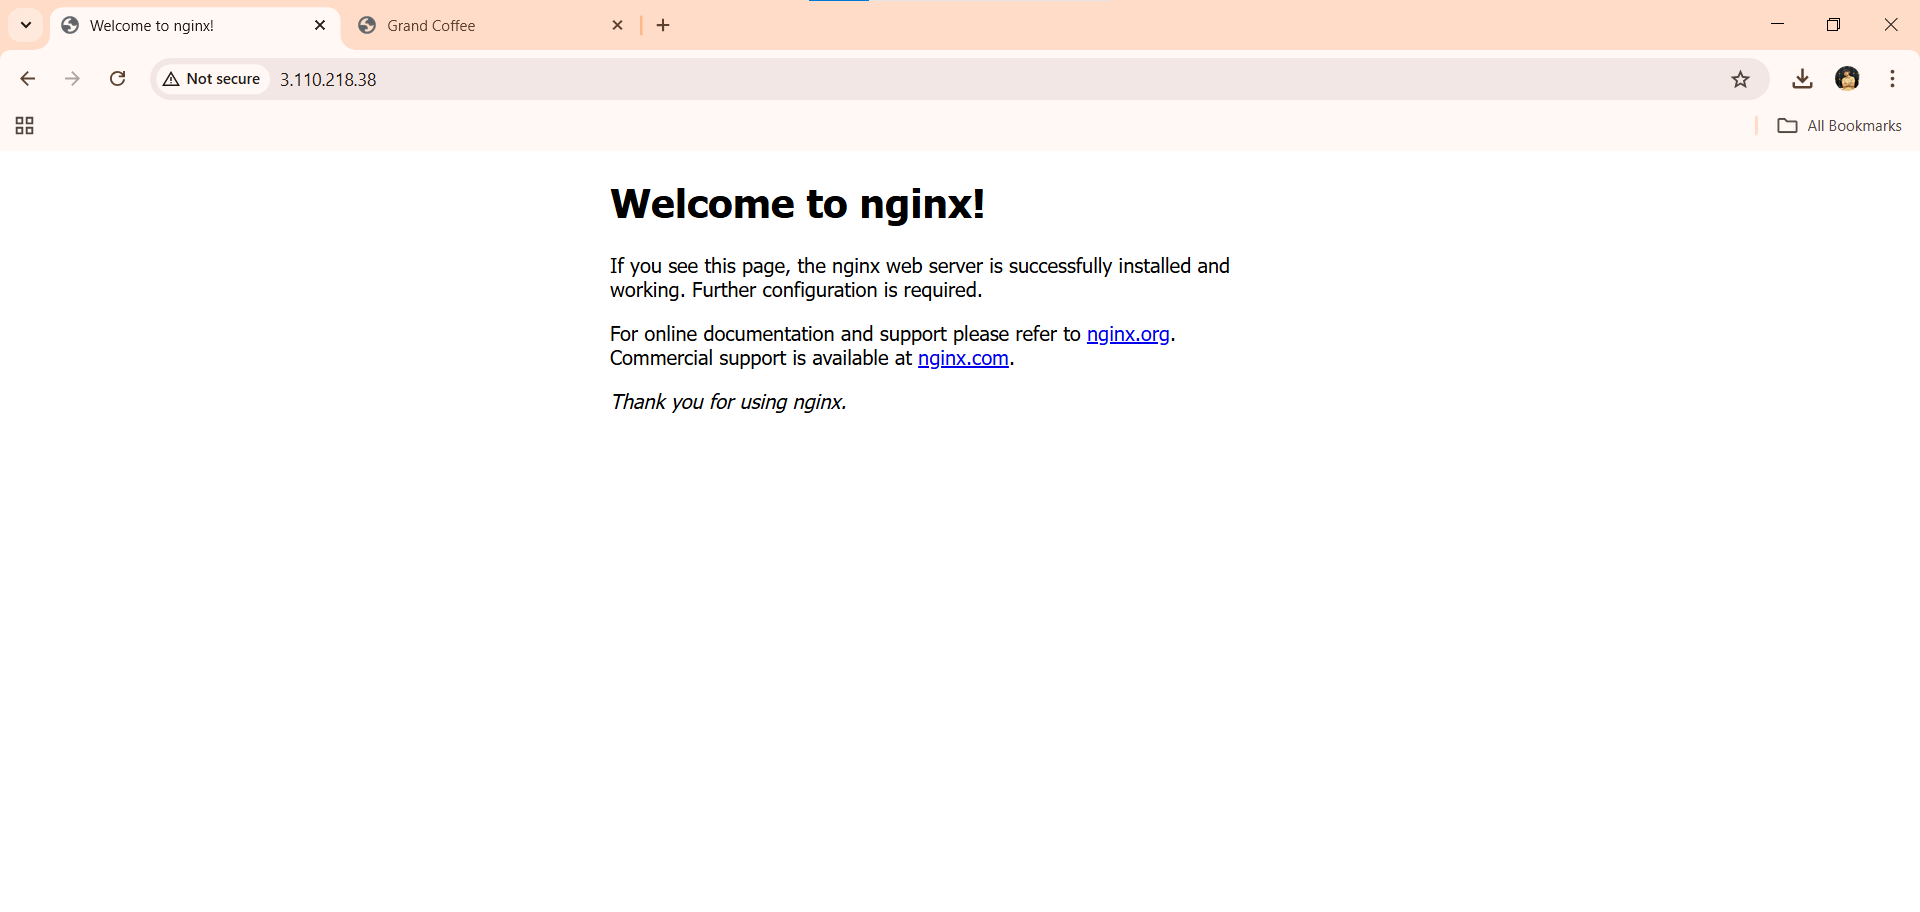 Welcome to nginx!
Grand Coffee
Not secure
3.110.218.38
All Bookmarks
Welcome to nginx!
If you see this page, the nginx web server is successfully installed and
working. Further configuration is required.
For online documentation and support please refer to nginx.org.
Commercial support is available at nginx.com.
Thank you for using nginx.